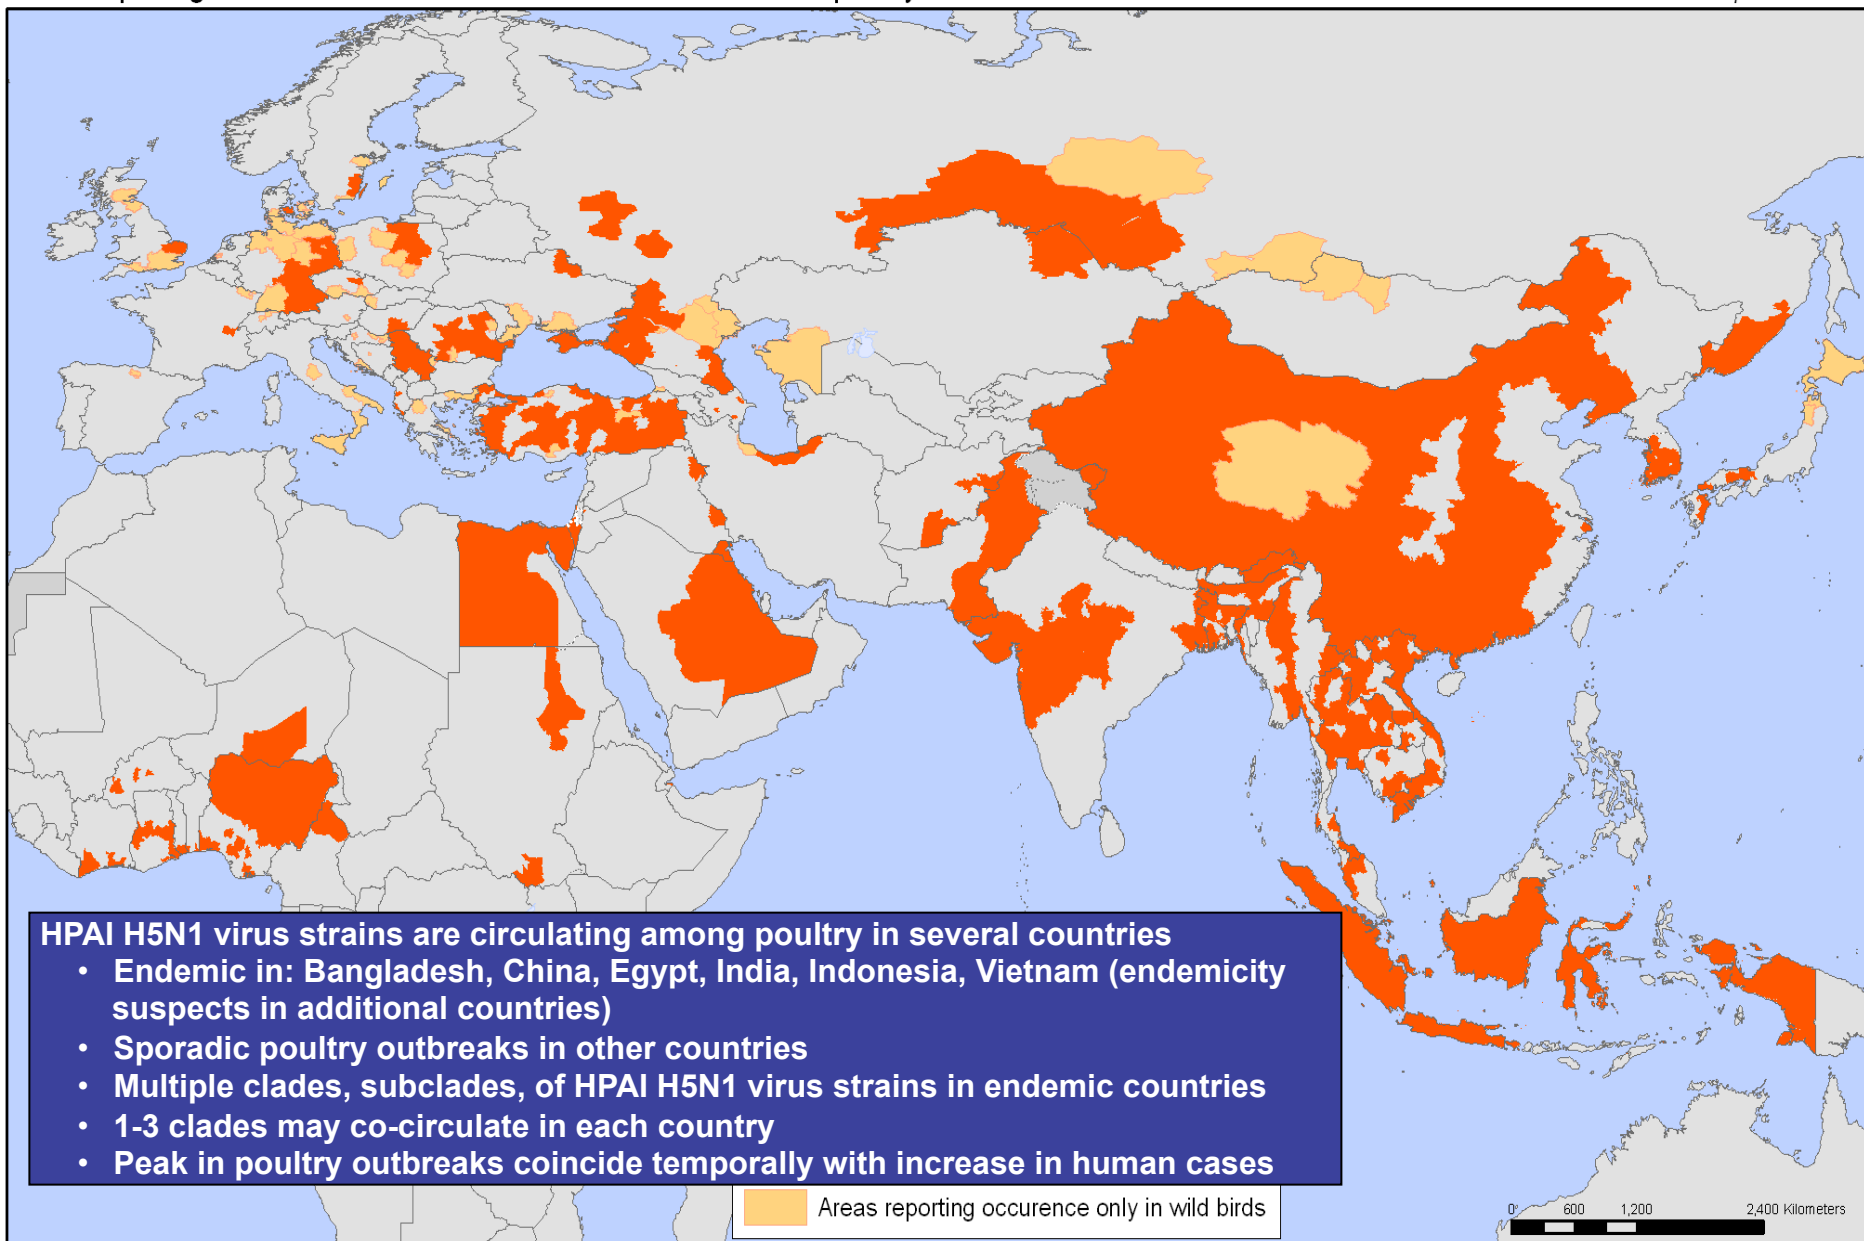 HPAI H5N1 virus strains are circulating among poultry in several countries
• Endemic in: Bangladesh, China, Egypt, India, Indonesia, Vietnam (endemicity
suspects in additional countries)
• Sporadic poultry outbreaks in other countries
• Multiple clades, subclades, of HPAI H5N1 virus strains in endemic countries
• 1-3 clades may co-circulate in each country
• Peak in poultry outbreaks coincide temporally with increase in human cases
Areas reporting occurence only in wild birds
0 600 1,200 2,400 Kilometers